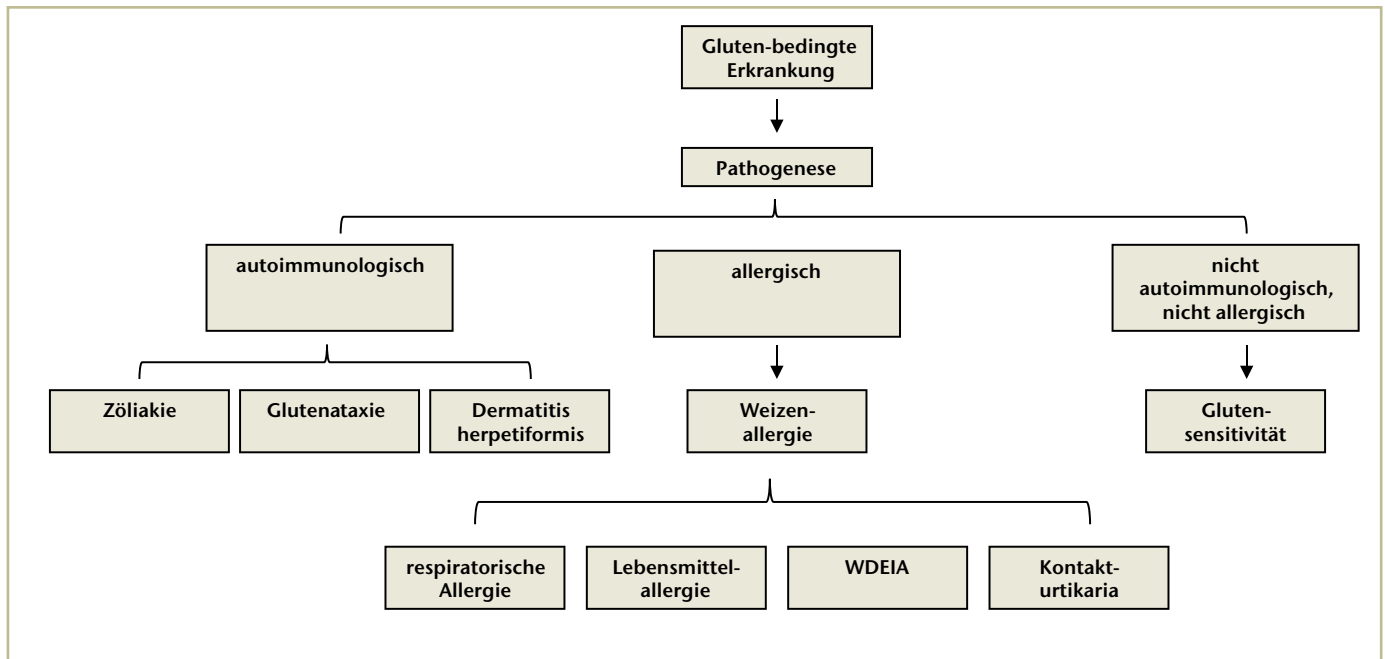 Gluten-bedingte
Erkrankung
Pathogenese
autoimmunologisch
allergisch
nicht
autoimmunologisch,
nicht allergisch
Zöliakie
Glutenataxie
Dermatitis
herpetiformis
Weizen-
allergie
Gluten-
sensitivität
respiratorische
Allergie
Lebensmittel-
allergie
WDEIA
Kontakt-
urtikaria